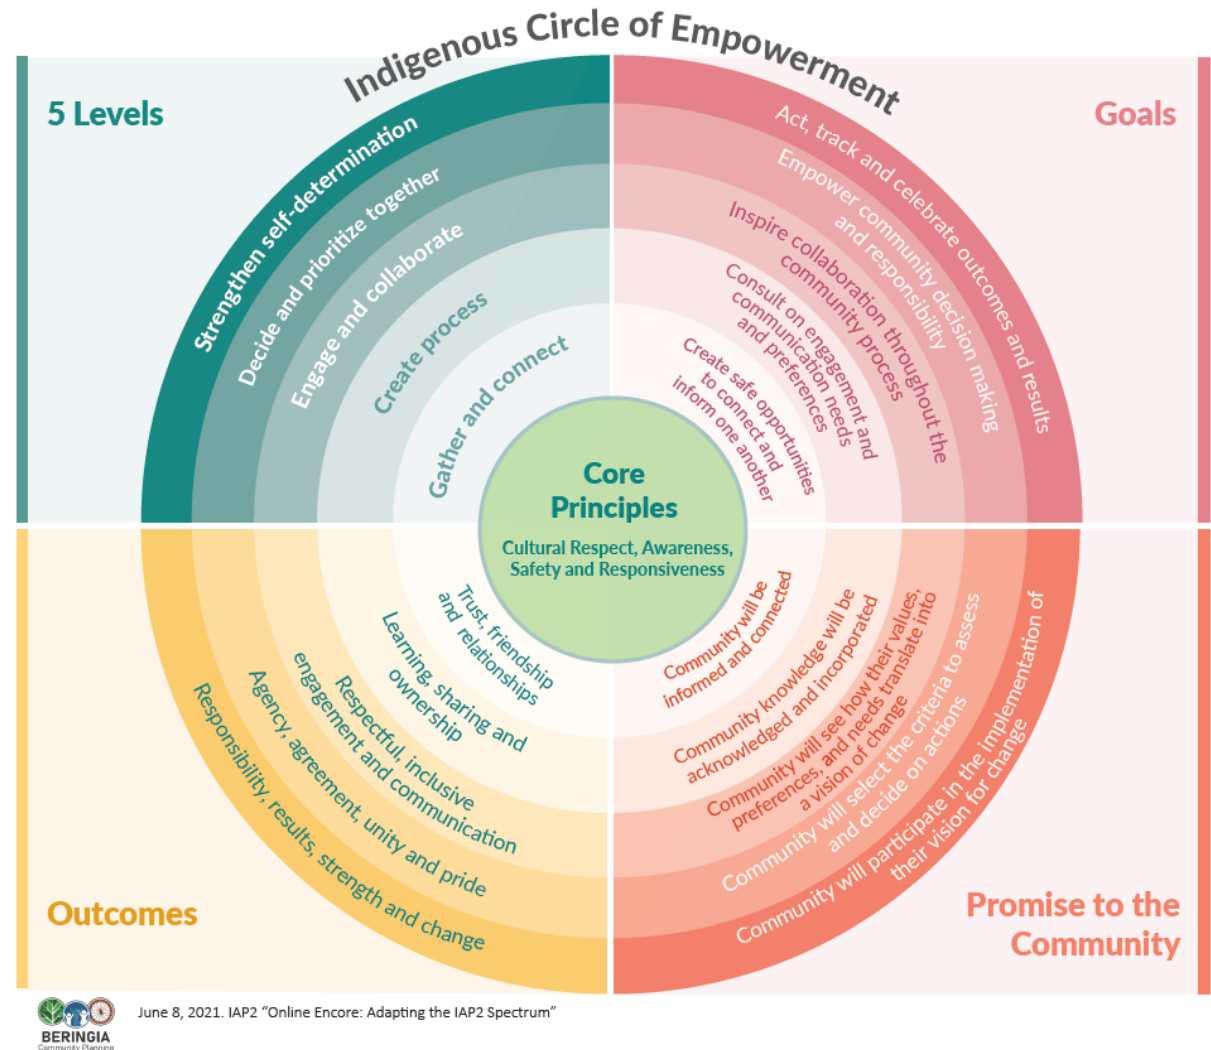 Indigenous Circle of Empowerment
5 Levels
Strengthen self-determination
Decide and prioritize together
Engage and collaborate
Create process
Gather and connect
Goals
Act, track and celebrate outcomes and results
Empower community decision making
and responsibility
Inspire collaboration throughout the
community process
Consult on engagement and
communication needs
and preferences
Create safe opportunities
to connect and
inform one another
Core
Principles
Cultural Respect, Awareness,
Safety and Responsiveness
Trust, friendship
and relationships
Learning, sharing and
ownership
Respectful, inclusive
engagement and communication
Agency, agreement, unity and pride
Responsibility, results, strength and change
Outcomes
Community will be
informed and connected
Community knowledge will be
acknowledged and incorporated
Community will see how their values,
preferences, and needs translate into
a vision of change
Community will select the criteria to assess
and decide on actions
Community will participate in the implementation of
their vision for change
Promise to the
Community
BERINGIA
Community Planning
June 8, 2021. IAP2 “Online Encore: Adapting the IAP2 Spectrum”